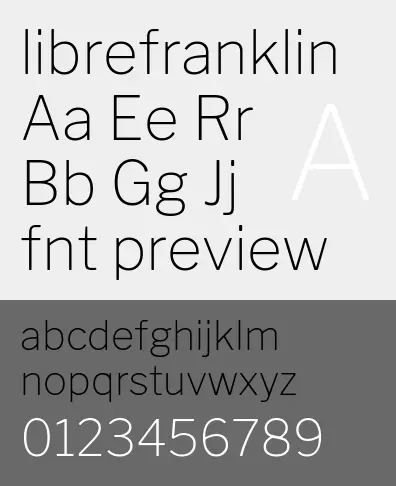 librefranklin
Aa Ee Rr
A
Bb Gg Jj
fnt preview
abcdefghijklm
nopqrstuvwxyz
0123456789